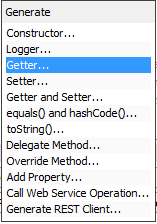 Generate
Constructor...
Logger...
Getter...
Setter...
Getter and Setter...
equals() and hashCode()...
toString()...
Delegate Method...
Override Method...
Add Property...
Call Web Service Operation...
Generate REST Client...